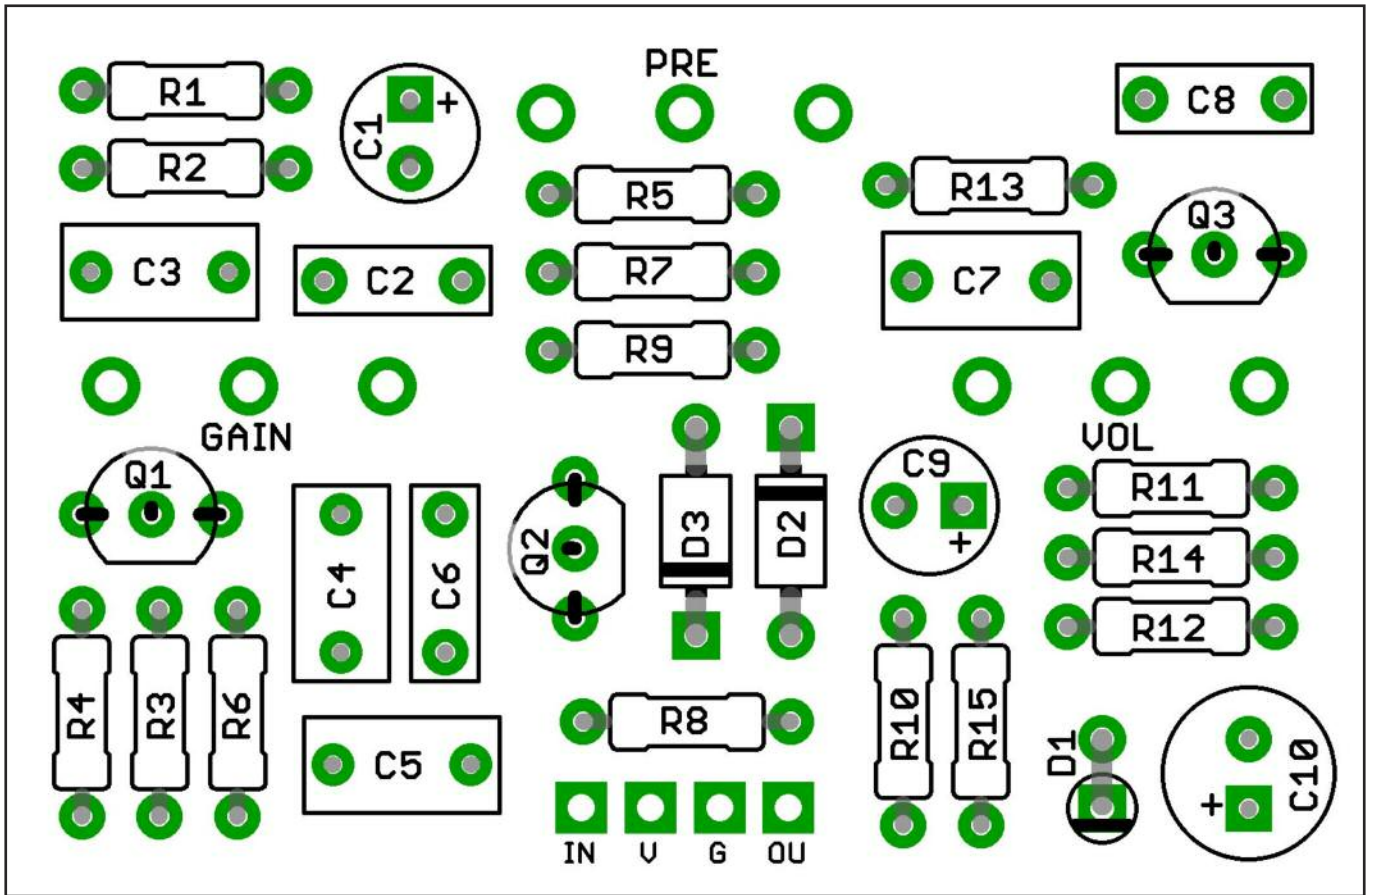 PRE
R1
C1
+
C8
R2
R5
R13
Q3
C3
C2
R7
C7
R9
GAIN
VOL
Q1
C9
+
R11
D3
D2
Q2
R14
C4
C6
R12
R4
R3
R6
R8
R10
R15
D1
C10
+
C5
IN V G OU